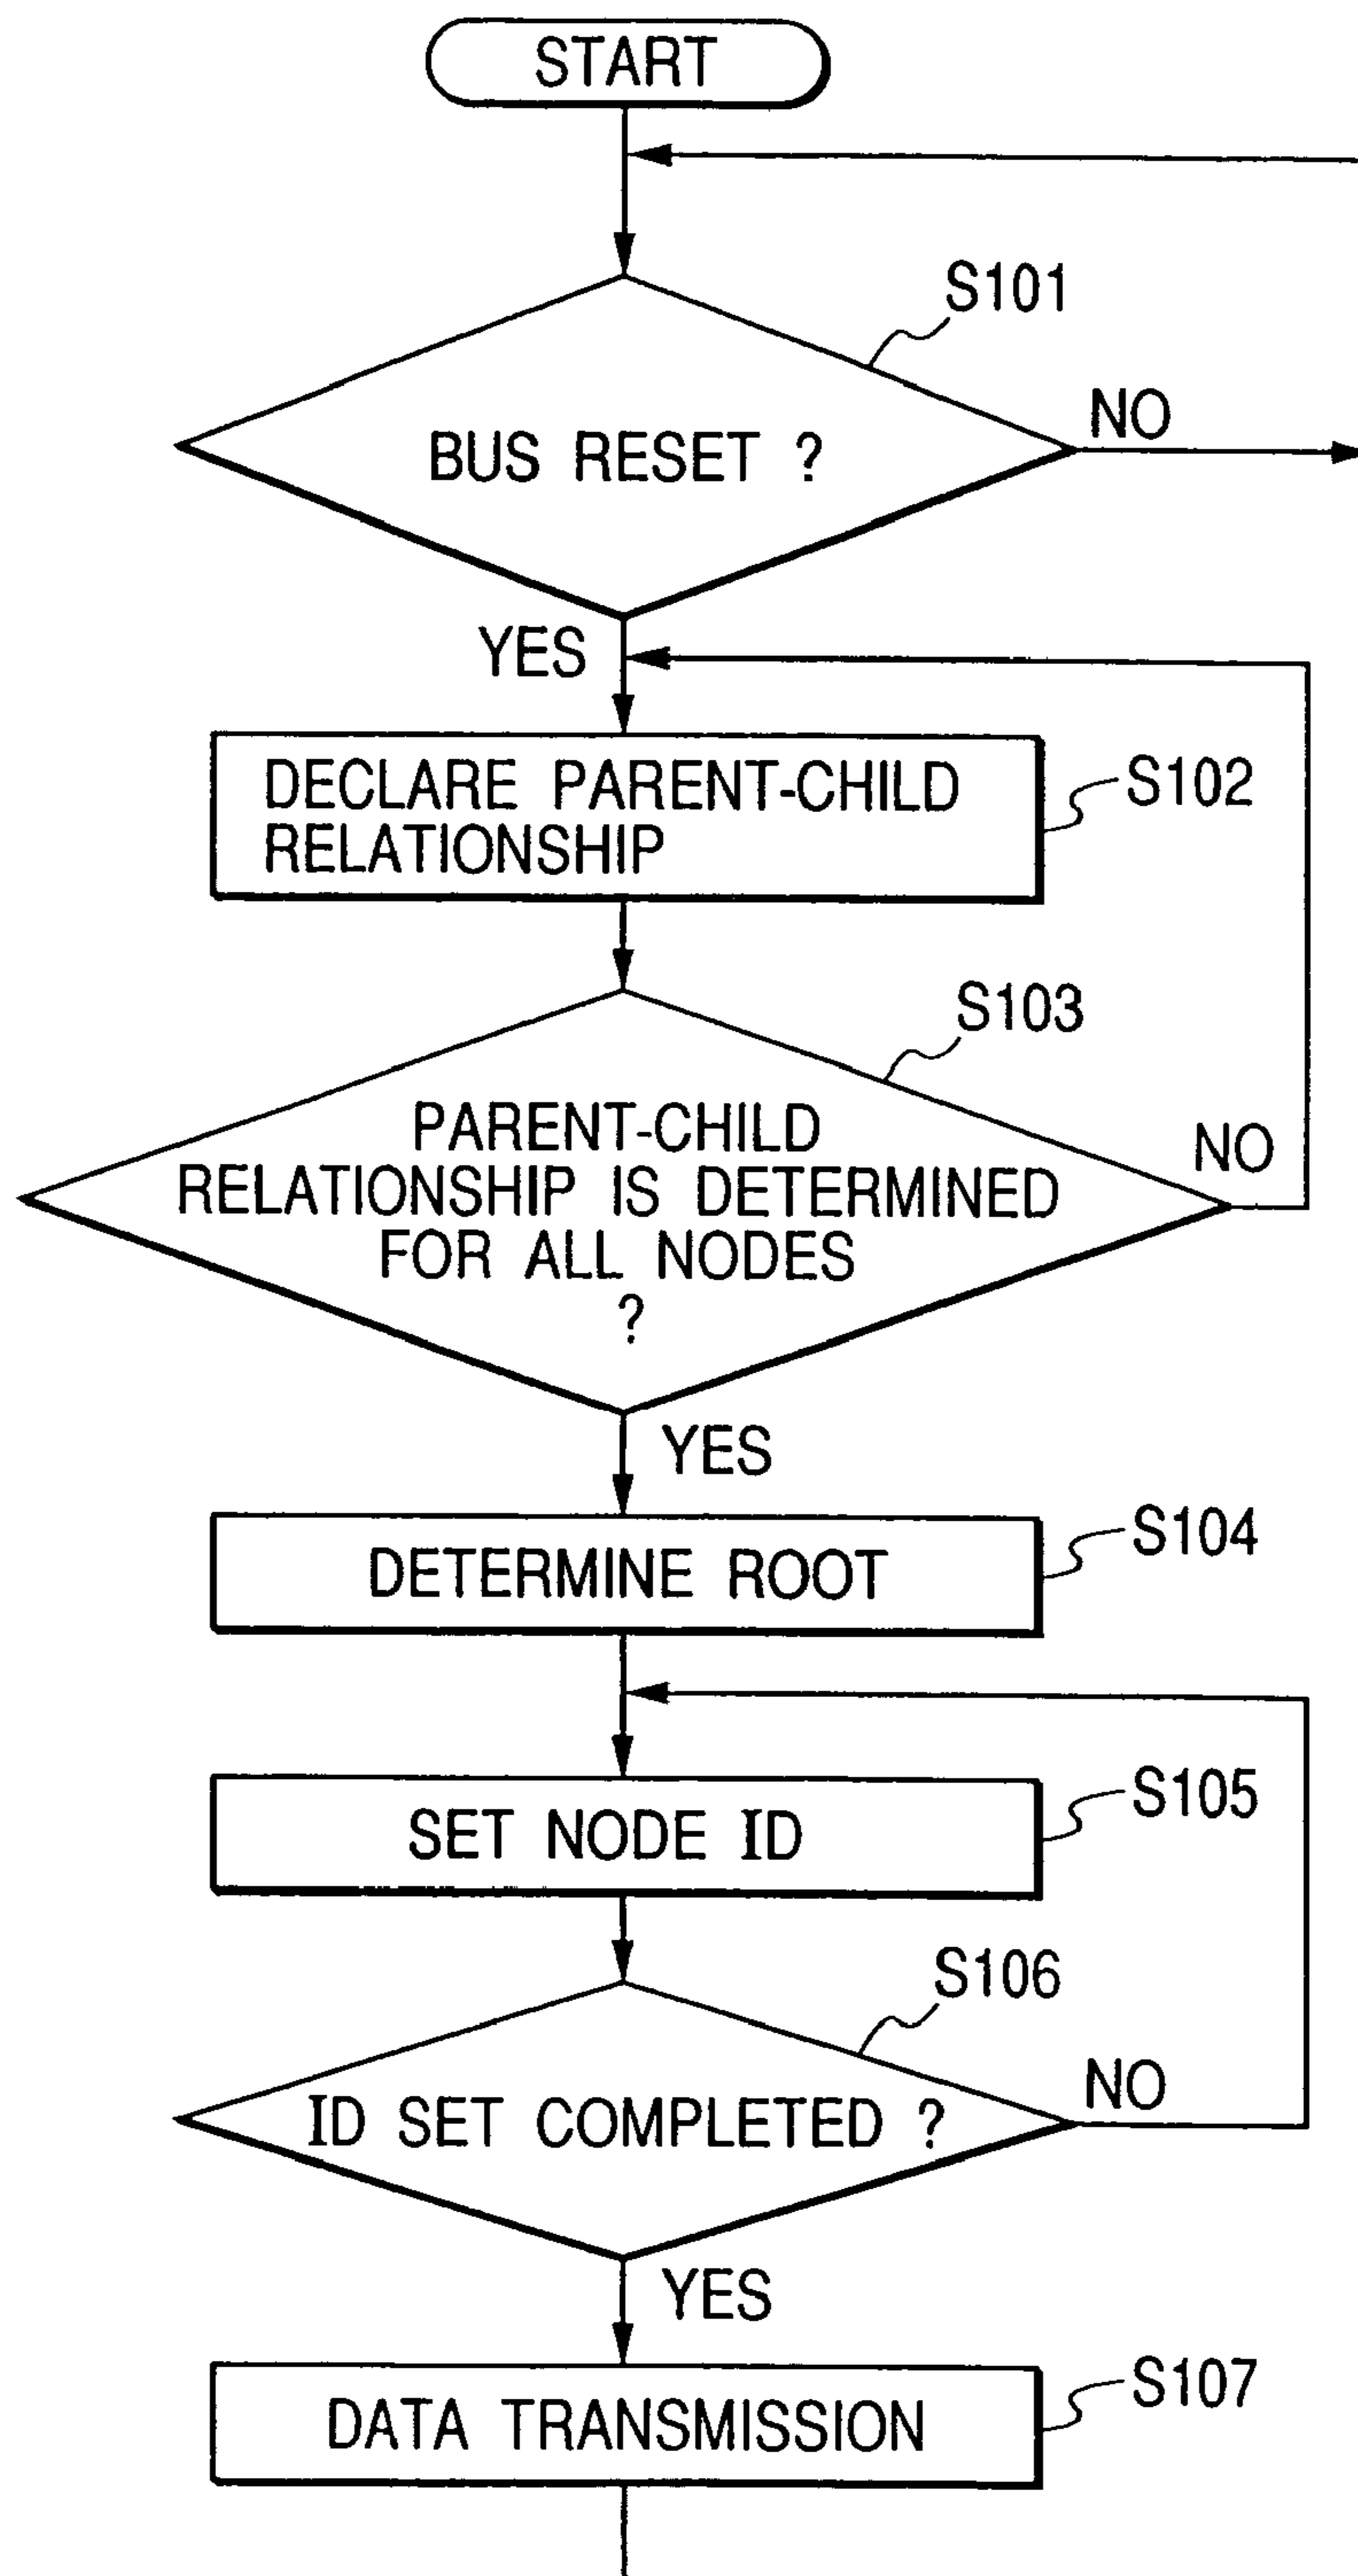 START
S101
BUS RESET ?
NO
YES
DECLARE PARENT-CHILD
RELATIONSHIP
S102
S103
PARENT-CHILD
RELATIONSHIP IS DETERMINED
FOR ALL NODES
?
NO
YES
DETERMINE ROOT
S104
SET NODE ID
S105
S106
ID SET COMPLETED ?
NO
YES
DATA TRANSMISSION
S107